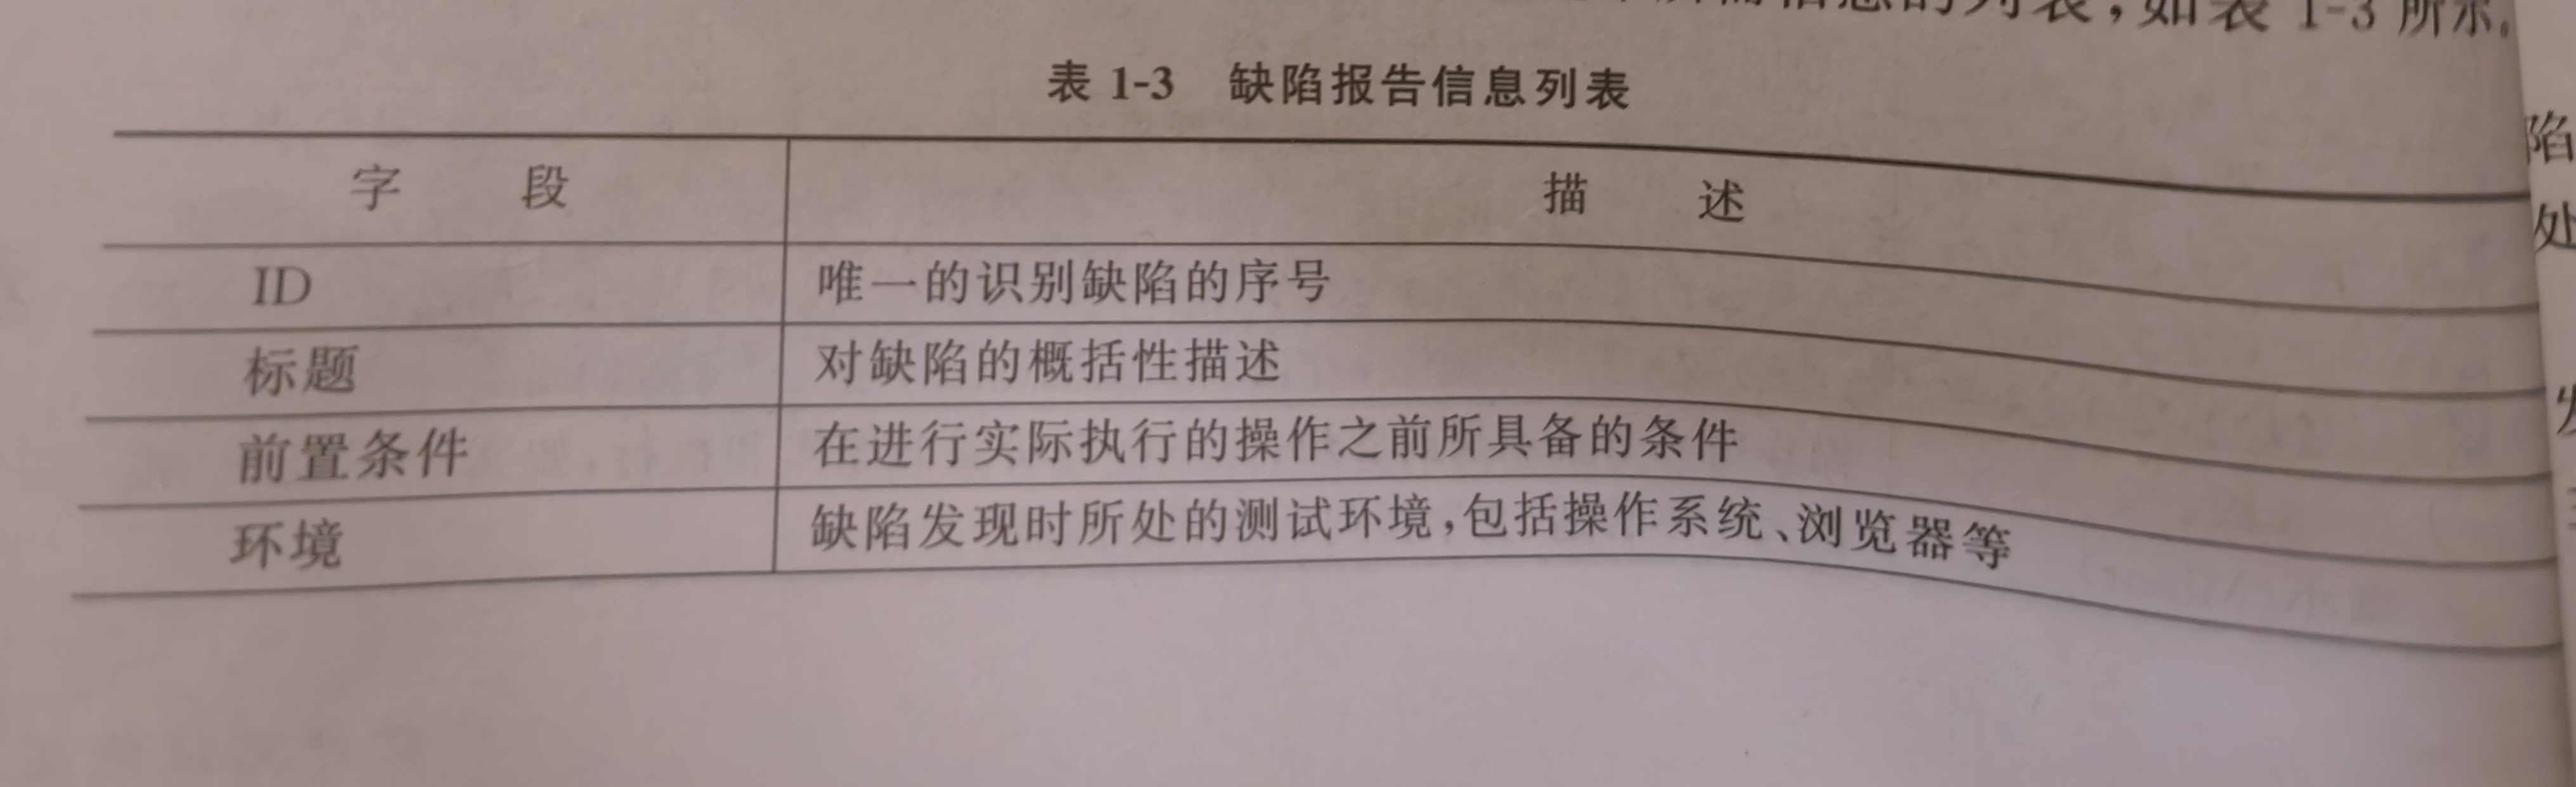 信息的列表，如表 1-3 所示。
表 1-3 缺陷报告信息列表
字 段 描 述
ID 唯一的识别缺陷的序号
标题 对缺陷的概括性描述
前置条件 在进行实际执行的操作之前所具备的条件
环境 缺陷发现时所处的测试环境,包括操作系统、浏览器等
陷
处